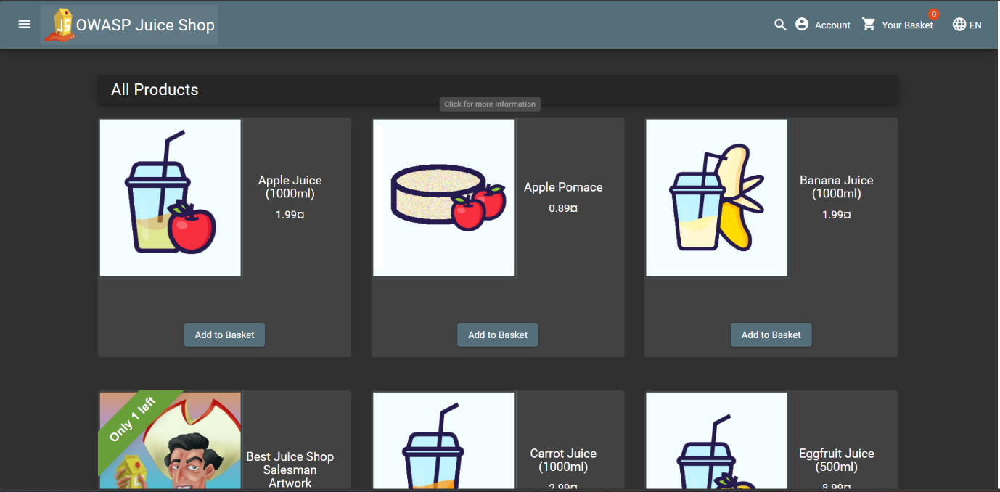 JS
OWASP Juice Shop
Account
0
Your Basket
EN
All Products
Click for more information
Apple Juice
(1000ml)
1.99¤
Apple Pomace
0.89¤
Banana Juice
(1000ml)
1.99¤
Add to Basket
Add to Basket
Add to Basket
Only 1 left
JS
Best Juice Shop
Salesman
Artwork
Carrot Juice
(1000ml)
2.99¤
Eggfruit Juice
(500ml)
8.99¤